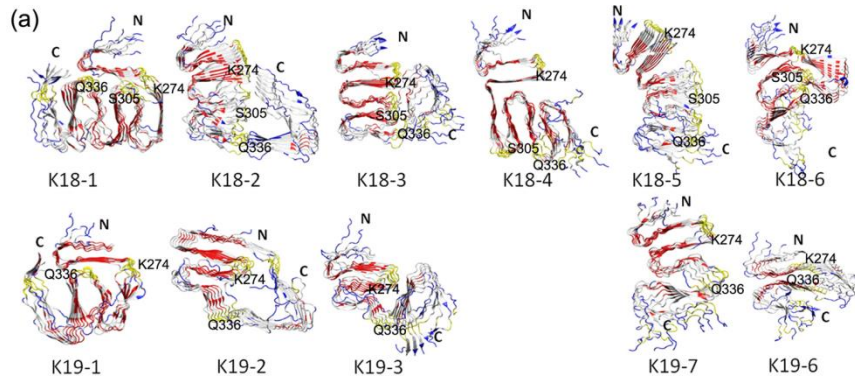 (a)
N
C
Q336
K274
S305
K18-1
N
K274
C
S305
Q336
K18-2
N
K274
S305
Q336
C
K18-3
N
K274
S305
Q336
C
K18-4
N
K274
S305
Q336
C
K18-5
N
K274
S305
Q336
C
K18-6
N
C
K274
Q336
K19-1
N
K274
C
Q336
K19-2
N
K274
Q336
C
K19-3
N
K274
Q336
C
K19-7
N
K274
Q336
C
K19-6